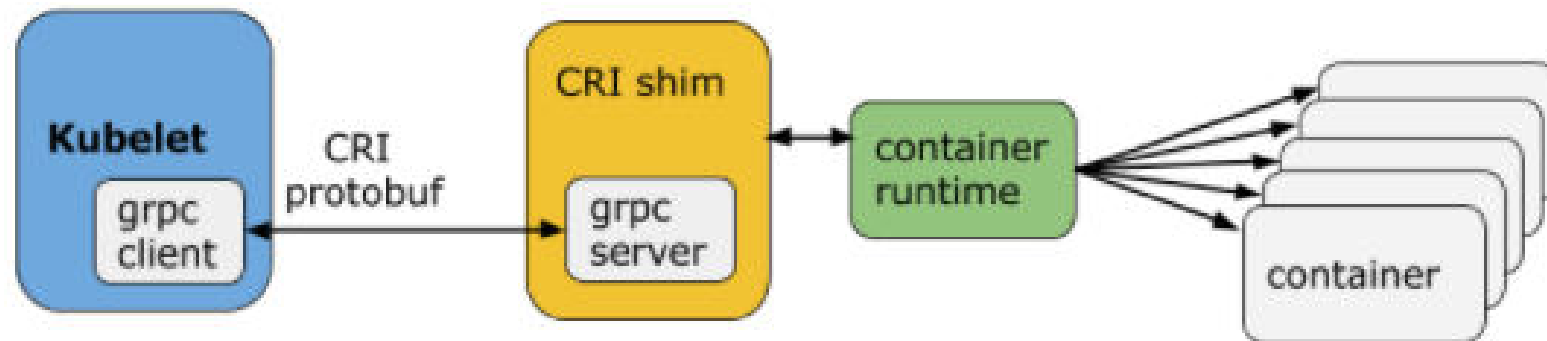 Kubelet
grpc
client
CRI
protobuf
CRI shim
grpc
server
container
runtime
container